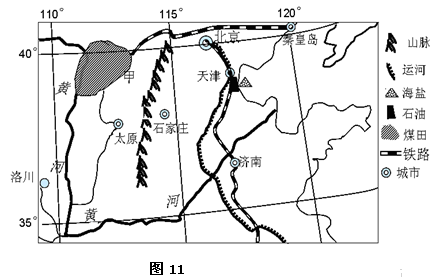 110° 115° 120°
40°
35°
北京
秦皇岛
天津
甲
黄
河
太原
石家庄
济南
洛川
黄
河
山脉
运河
海盐
石油
煤田
铁路
城市
图 11